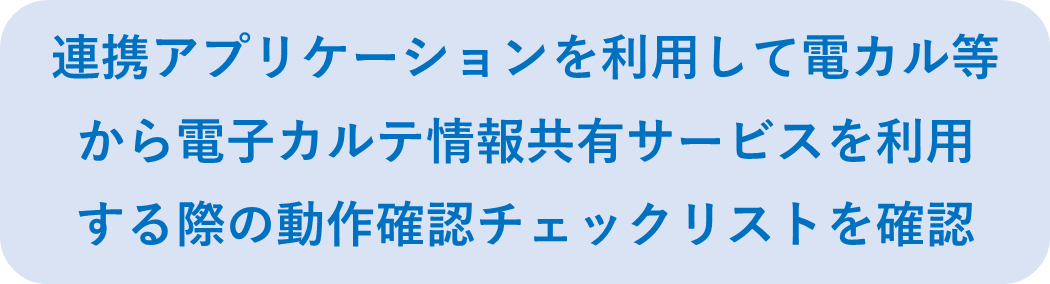 連携アプリケーションを利用して電カル等
から電子カルテ情報共有サービスを利用
する際の動作確認チェックリストを確認